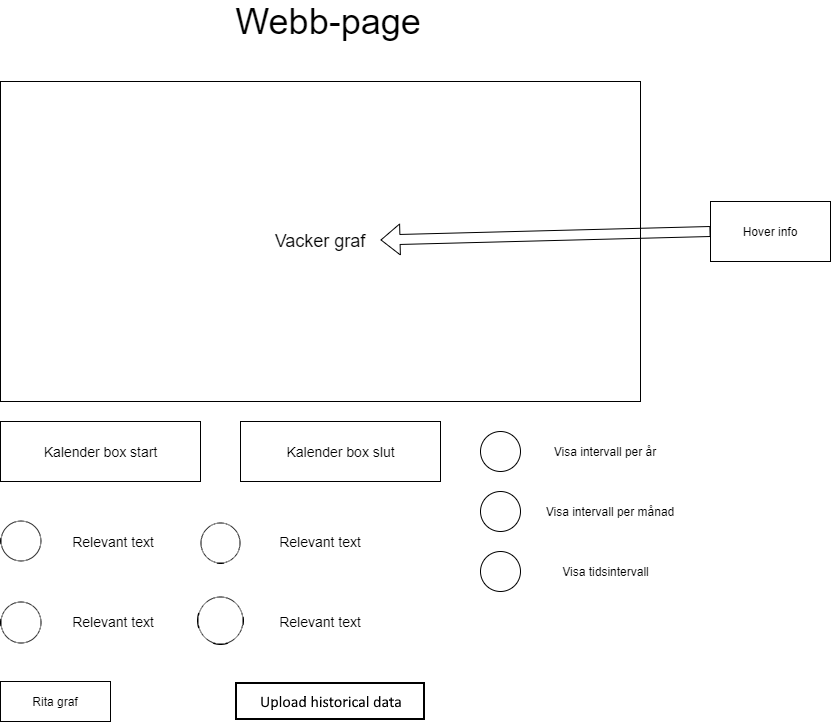 Webb-page
Vacker graf
Hover info
Kalender box start
Kalender box slut
Visa intervall per år
Visa intervall per månad
Visa tidsintervall
Relevant text
Relevant text
Relevant text
Relevant text
Rita graf
Upload historical data